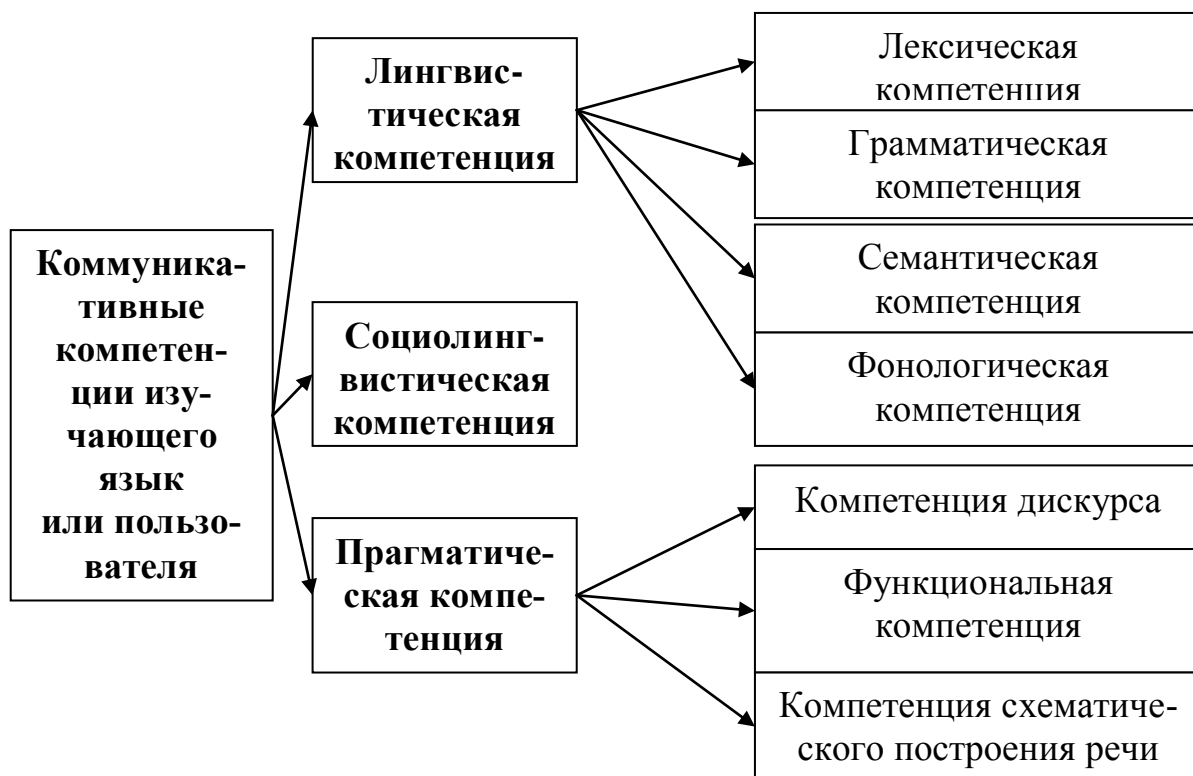 Коммуника-
тивные
компетен-
ции изу-
чающего
язык
или пользо-
вателя
Лингвис-
тическая
компетенция
Социолинг-
вистическая
компетенция
Прагматиче-
ская компе-
тенция
Лексическая
компетенция
Грамматическая
компетенция
Семантическая
компетенция
Фонологическая
компетенция
Компетенция дискурса
Функциональная
компетенция
Компетенция схематиче-
ского построения речи